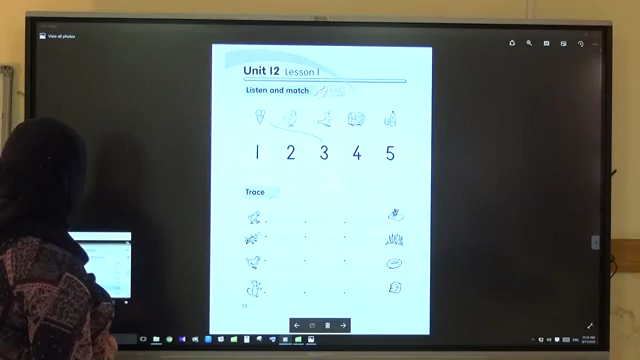 View all photos
Unit 12 Lesson 1
Listen and match
1 2 3 4 5
Trace